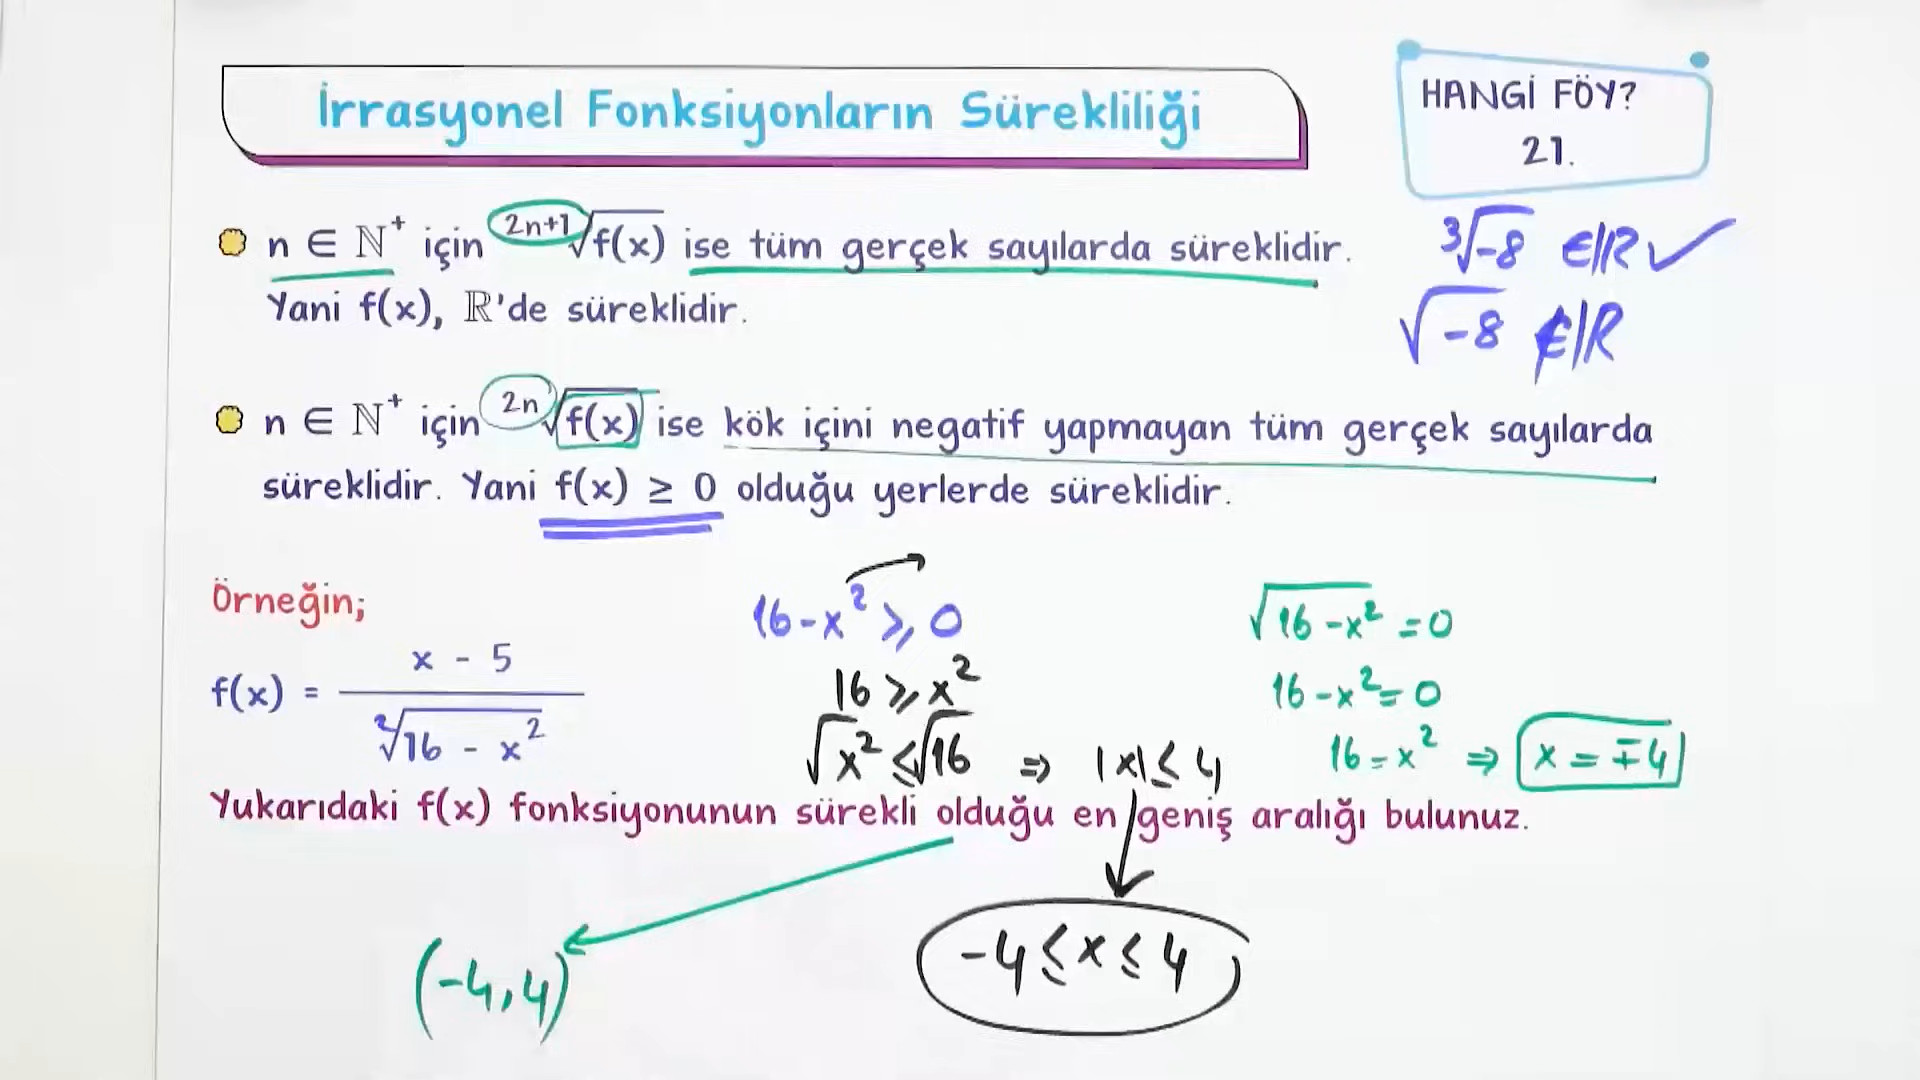 İrrasyonel Fonksiyonların Sürekliliği
HANGİ FÖY?
21.
n ∈ ℕ⁺ için ²ⁿ⁺¹√f(x) ise tüm gerçek sayılarda süreklidir.
Yani f(x), ℝ'de süreklidir.
³√-8 ∈ ℝ ✓
√-8 ∉ ℝ
n ∈ ℕ⁺ için ²ⁿ√f(x) ise kök içini negatif yapmayan tüm gerçek sayılarda
süreklidir. Yani f(x) ≥ 0 olduğu yerlerde süreklidir.
Örneğin;
f(x) = x - 5 / ²√16 - x²
16 - x² ≥ 0
16 ≥ x²
√x² ≤ √16 ⇒ |x| ≤ 4
√16 - x² = 0
16 - x² = 0
16 = x² ⇒ x = ∓4
Yukarıdaki f(x) fonksiyonunun sürekli olduğu en geniş aralığı bulunuz.
(-4,4)
-4 ≤ x ≤ 4